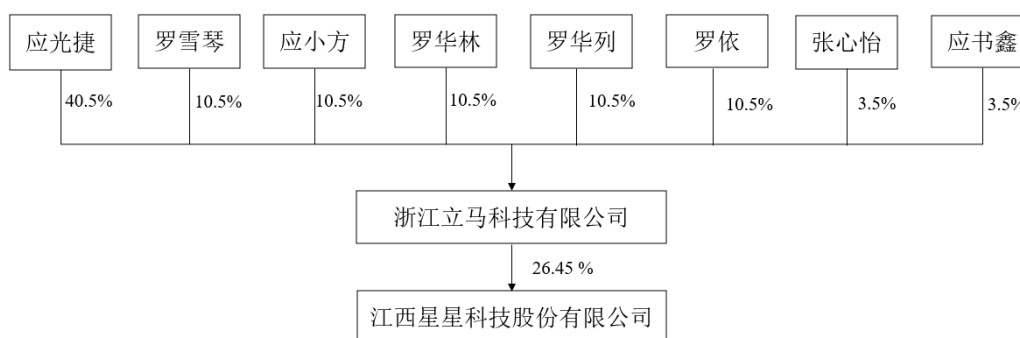 应光捷 罗雪琴 应小方 罗华林 罗华列 罗依 张心怡 应书鑫
40.5% 10.5% 10.5% 10.5% 10.5% 10.5% 3.5% 3.5%
浙江立马科技有限公司
26.45 %
江西星星科技股份有限公司